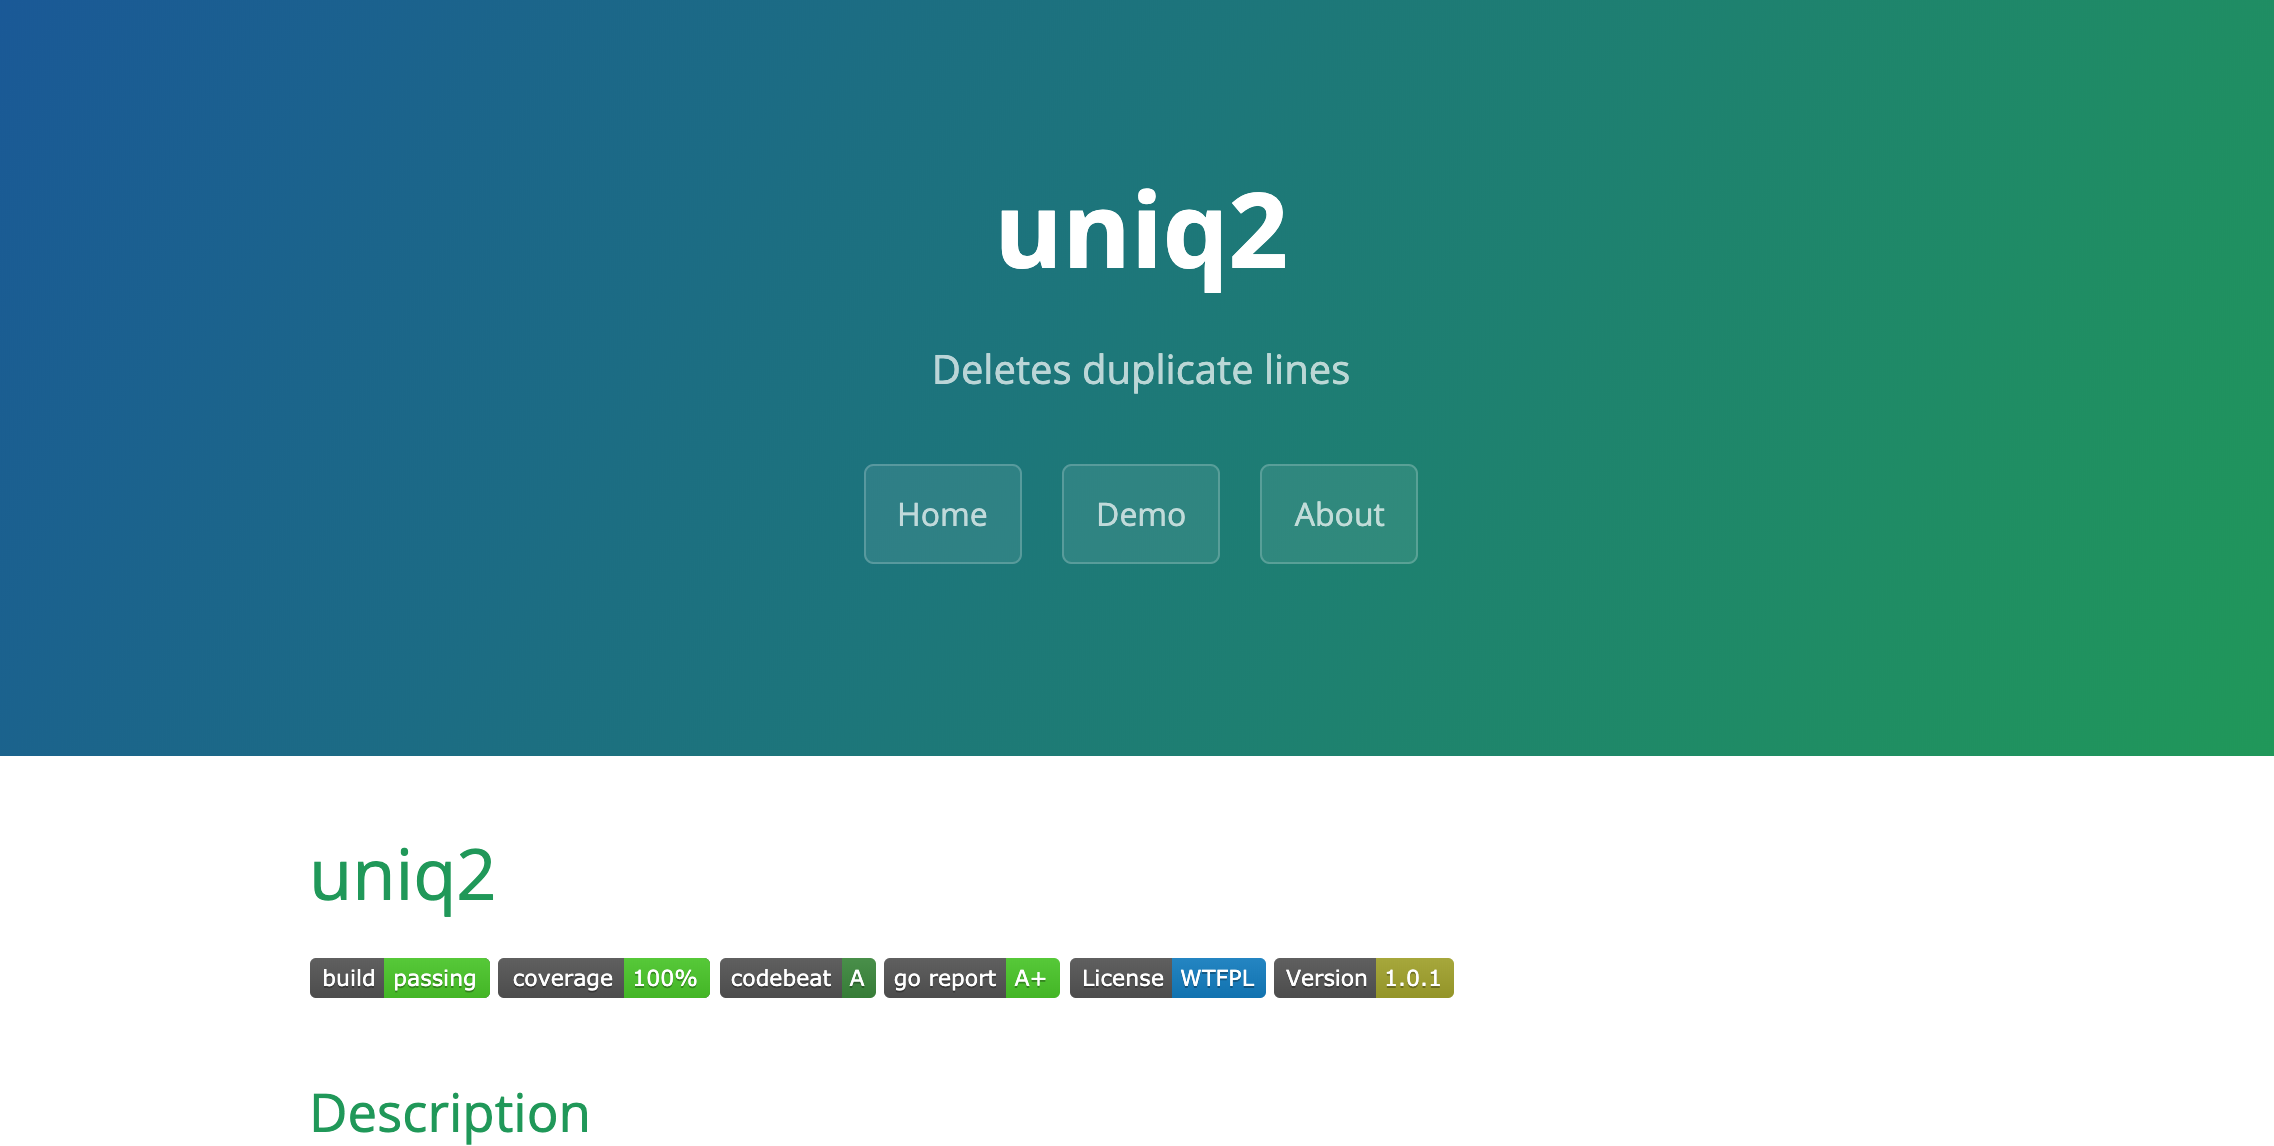 uniq2
Deletes duplicate lines
Home Demo About
uniq2
build passing coverage 100% codebeat A go report A+ License WTFPL Version 1.0.1
Description